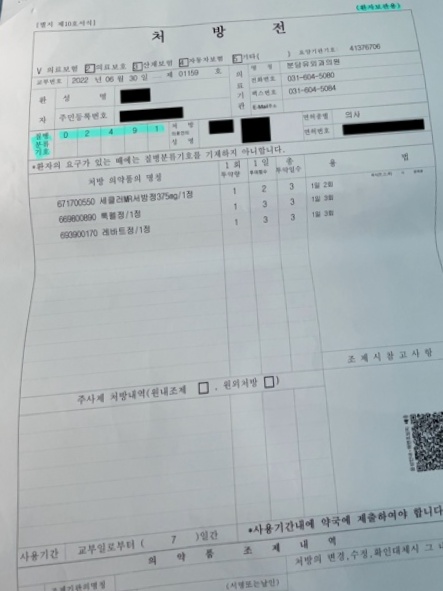 (환자보관용)
[별지 제10호서식]
처 방 전
V 의료보험 2 의료보호 3 산재보험 4 자동차보험 5 기타( ) 요양기관기호: 41376706
교부번호 2022 년 06 월 30 일 ... 제 01159 호
의료기관
명 칭 분당유외과의원
전화번호 031-604-5080
팩스번호 031-604-5084
E-Mail주소
환자
성 명
주민등록번호
질병분류기호 0 2 4 9 1
처 방 의료인의 성 명
면허종별 의사
면허번호
*환자의 요구가 있는 때에는 질병분류기호를 기재하지 아니합니다.
처방 의약품의 명칭 1회 투약량 1일 투여횟수 총 투약일수 용 법
671700550 세클러MR서방정375mg/1정 1 2 3 1일 2회
669800890 록펠정/1정 1 3 3 1일 3회
693900170 레바트정/1정 1 3 3 1일 3회
조제시참고사항
주사제 처방내역(원내조제 , 원외처방 )
사용기간 교부일로부터 ( 7 )일간 *사용기간내에 약국에 제출하여야 합니다
의 약 품 조 제 내 역
처방의 변경,수정,확인대체시 그 내
조제기관의명칭
(서명또는날인)